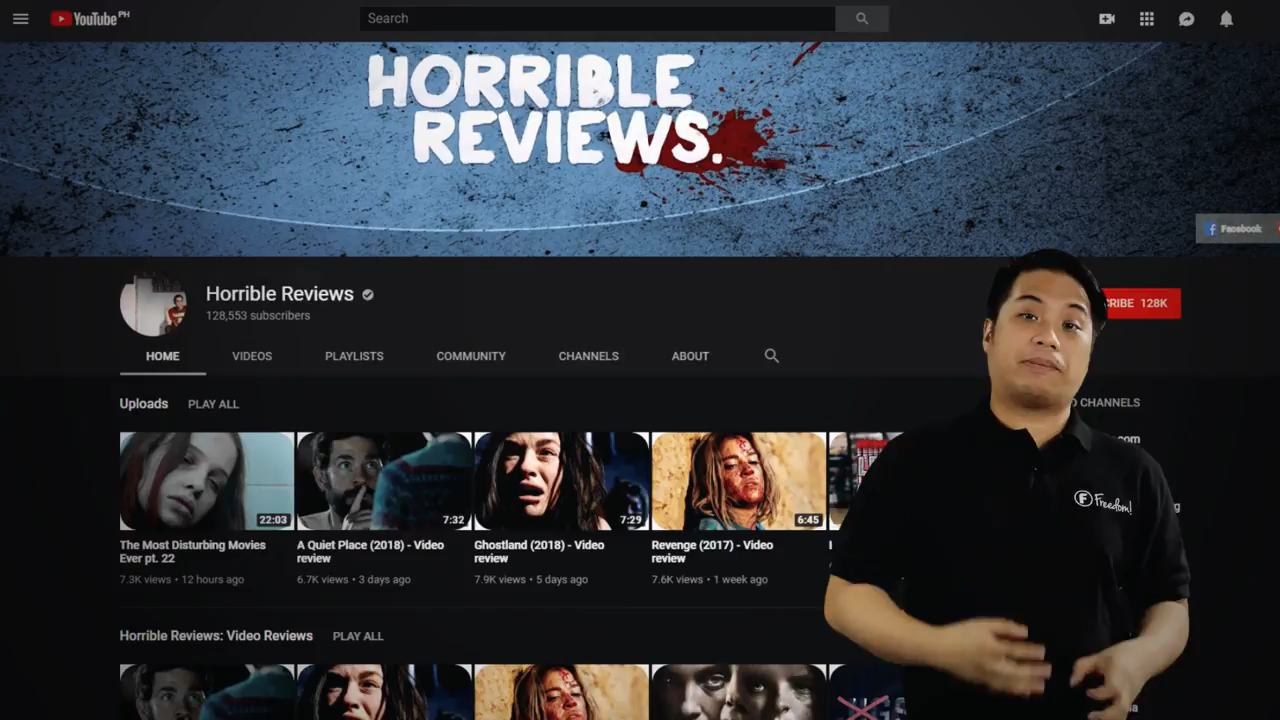 YouTube PH
Search
HORRIBLE
REVIEWS.
Facebook
Horrible Reviews
128,553 subscribers
RIBE 128K
HOME VIDEOS PLAYLISTS COMMUNITY CHANNELS ABOUT
Uploads PLAY ALL
CHANNELS
.com
22:03
7:32
7:29
6:45
F Freedom!
The Most Disturbing Movies
Ever pt. 22
7.3K views • 12 hours ago
A Quiet Place (2018) - Video
review
6.7K views • 3 days ago
Ghostland (2018) - Video
review
7.9K views • 5 days ago
Revenge (2017) - Video
review
7.6K views • 1 week ago
Horrible Reviews: Video Reviews PLAY ALL